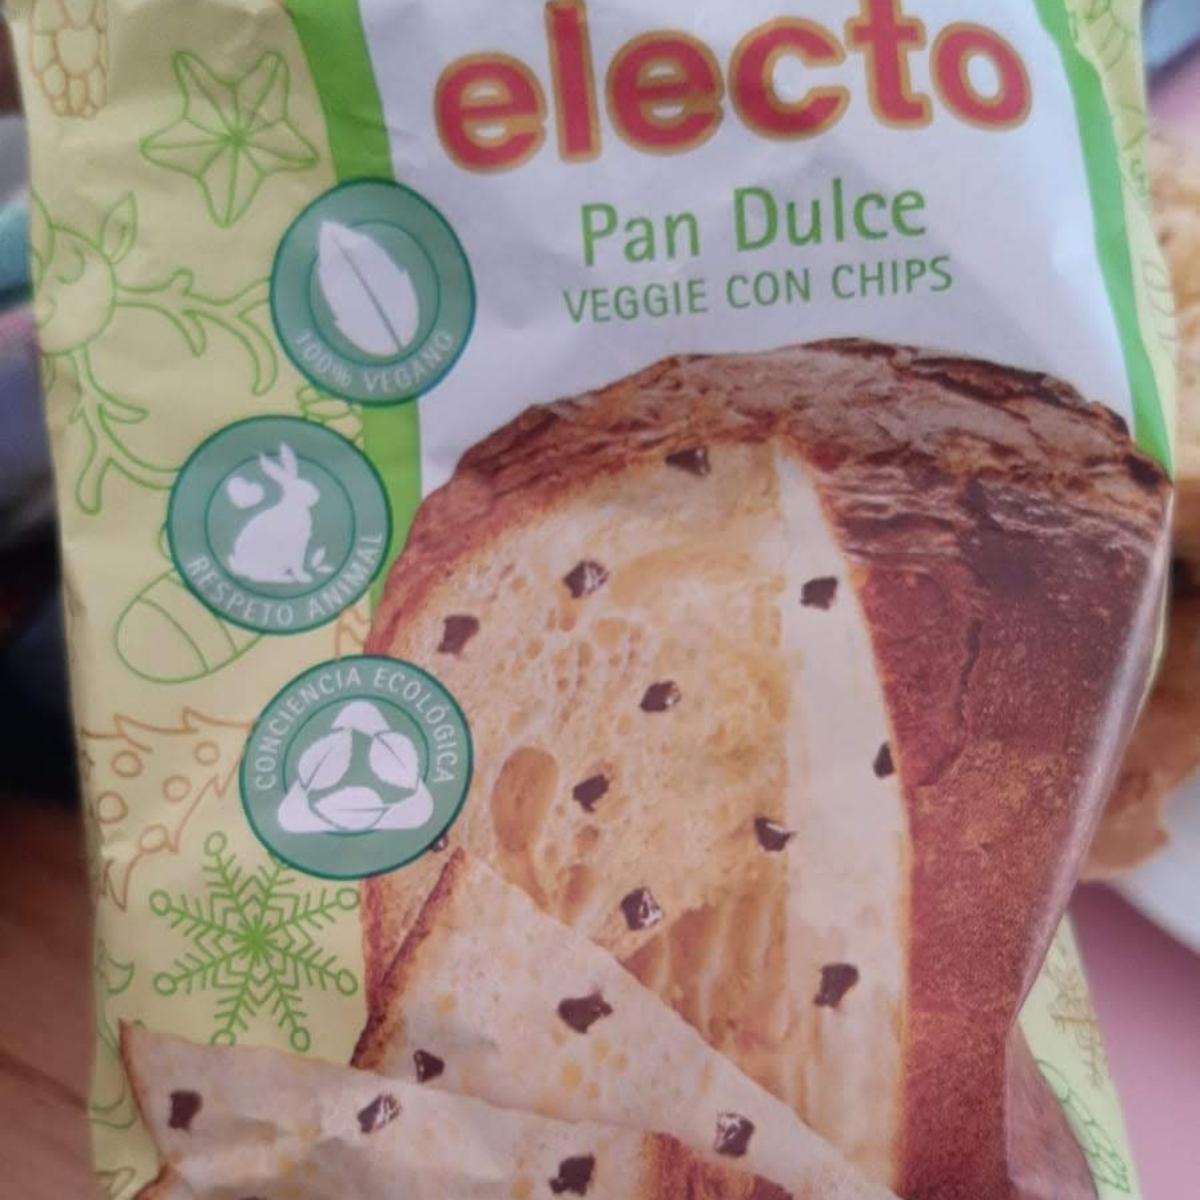 electo
Pan Dulce
VEGGIE CON CHIPS
100% VEGANO
RESPETO ANIMAL
CONCIENCIA ECOLÓGICA